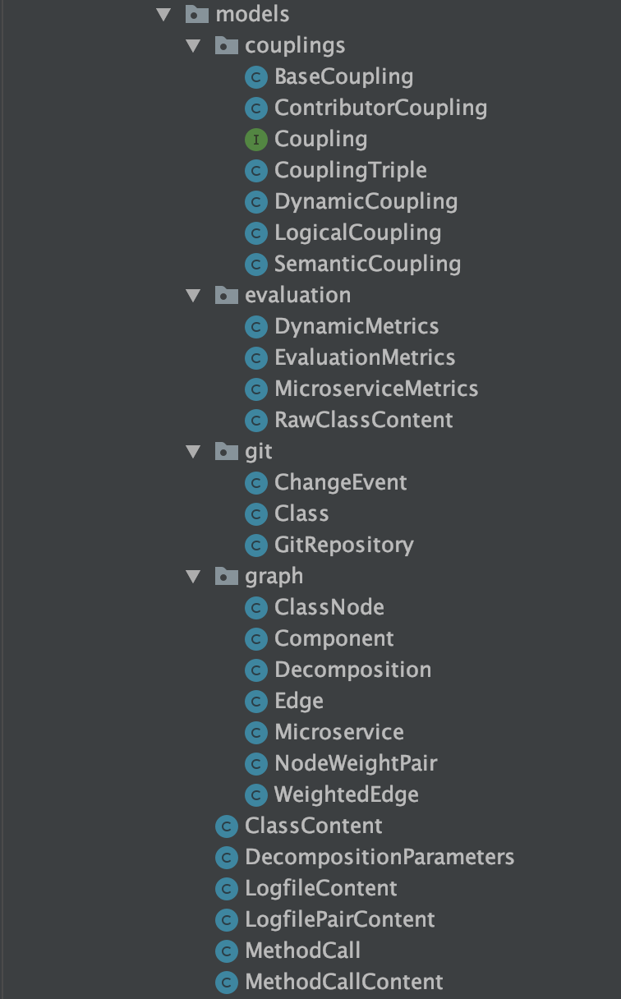 models
couplings
C BaseCoupling
C ContributorCoupling
I Coupling
C CouplingTriple
C DynamicCoupling
C LogicalCoupling
C SemanticCoupling
evaluation
C DynamicMetrics
C EvaluationMetrics
C MicroserviceMetrics
C RawClassContent
git
C ChangeEvent
C Class
C GitRepository
graph
C ClassNode
C Component
C Decomposition
C Edge
C Microservice
C NodeWeightPair
C WeightedEdge
C ClassContent
C DecompositionParameters
C LogfileContent
C LogfilePairContent
C MethodCall
C MethodCallContent